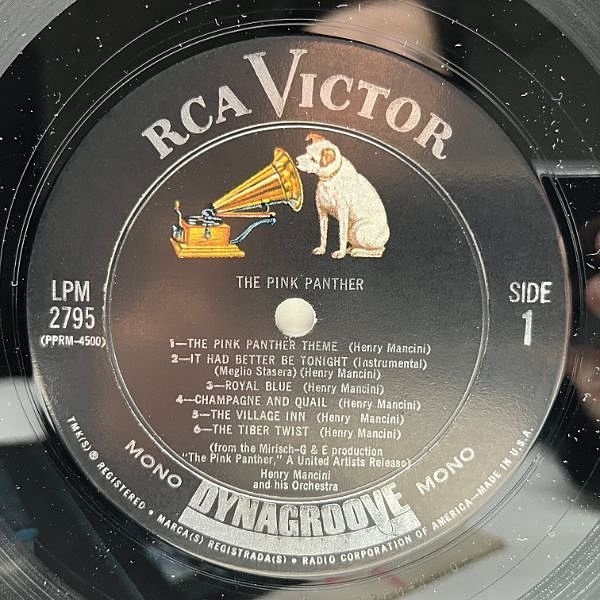 RCA VICTOR
THE PINK PANTHER
LPM
2795
(PPRM-4500)
SIDE
1
1—THE PINK PANTHER THEME (Henry Mancini)
2—IT HAD BETTER BE TONIGHT (Instrumental)
(Meglio Stasera) (Henry Mancini)
3—ROYAL BLUE (Henry Mancini)
4—CHAMPAGNE AND QUAIL (Henry Mancini)
5—THE VILLAGE INN (Henry Mancini)
6—THE TIBER TWIST (Henry Mancini)
(from the Mirisch-G & E production
"The Pink Panther," A United Artists Release)
Henry Mancini
and his Orchestra
MONO
DYNAGROOVE
MONO
TMK(S) ® REGISTERED • MARCA(S) REGISTRADA(S) • RADIO CORPORATION OF AMERICA—MADE IN U.S.A.